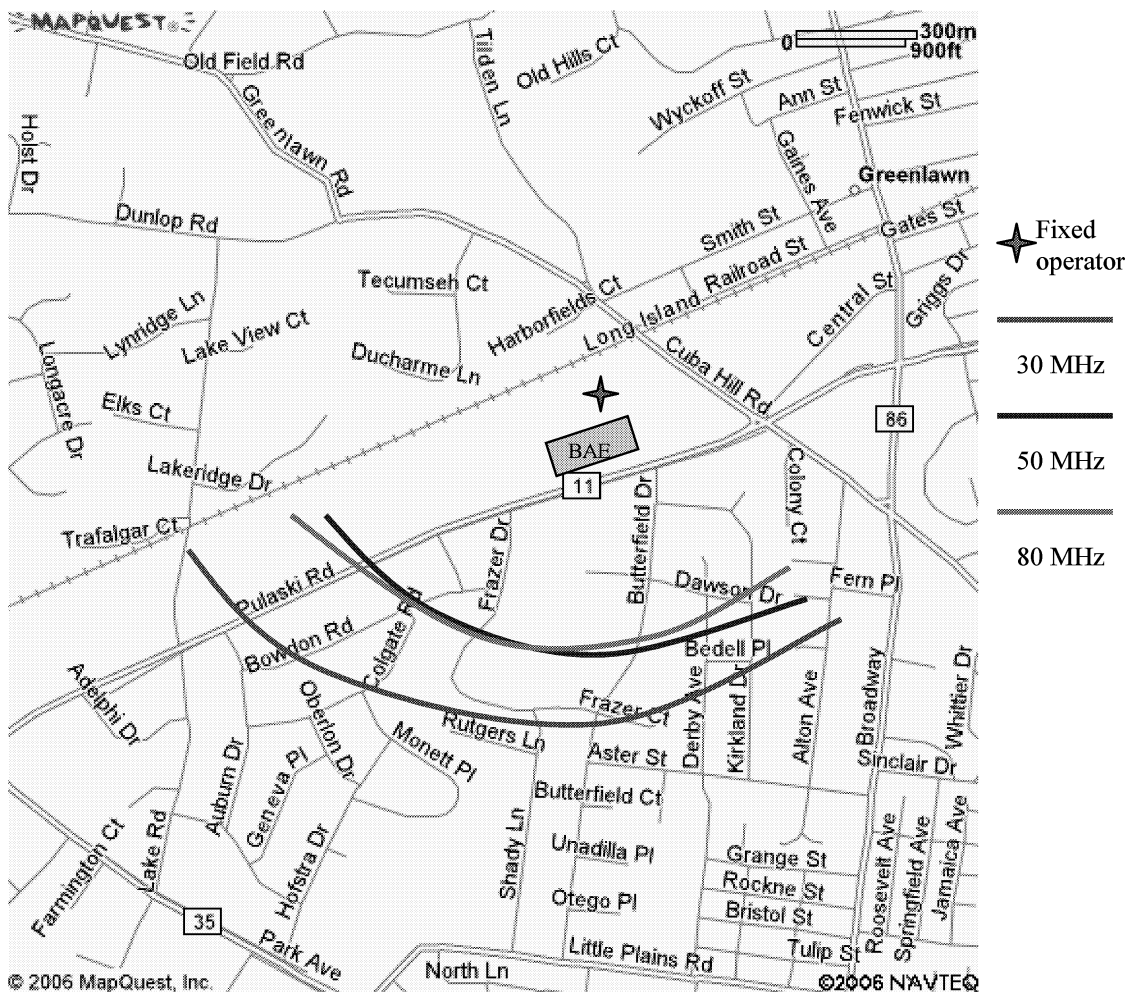 MAPQUEST®
0 300m
900ft
Old Field Rd
Tilden Ln
Old Hills Ct
Wyckoff St
Ann St
Fenwick St
Greenlawn Rd
Holst Dr
Gaines Ave
Greenlawn
Dunlop Rd
Smith St
Gates St
Long Island Railroad St
Tecumseh Ct
Harborfields Ct
Central St
Griggs Dr
Lynridge Ln
Lake View Ct
Ducharme Ln
Cuba Hill Rd
Longacre Dr
Elks Ct
86
BAE
11
Lakeridge Dr
Colony Ct
Trafalgar Ct
Butterfield Dr
Frazer Dr
Pulaski Rd
Dawson Dr
Fern Pl
Bowdon Rd
Colgate Rd
Bedell Pl
Adelphi Dr
Oberlon Dr
Frazer Ct
Derby Ave
Kirkland Dr
Alton Ave
Broadway
Whittier Dr
Rutgers Ln
Monett Pl
Aster St
Sinclair Dr
Auburn Dr
Geneva Pl
Butterfield Ct
Shady Ln
Unadilla Pl
Grange St
Lake Rd
Farmington Ct
Hofstra Dr
Otego Pl
Rockne St
Bristol St
Roosevelt Ave
Springfield Ave
Jamaica Ave
35
Park Ave
North Ln
Little Plains Rd
Tulip St
© 2006 MapQuest, Inc.
©2006 NAVTEQ
Fixed
operator
30 MHz
50 MHz
80 MHz